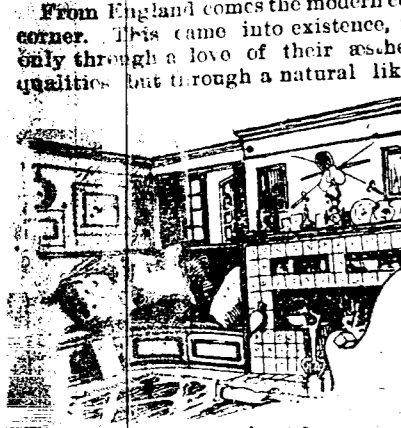 From England comes the modern
corner. This came into existence,
only through a love of their æsthe
qualities but through a natural lik